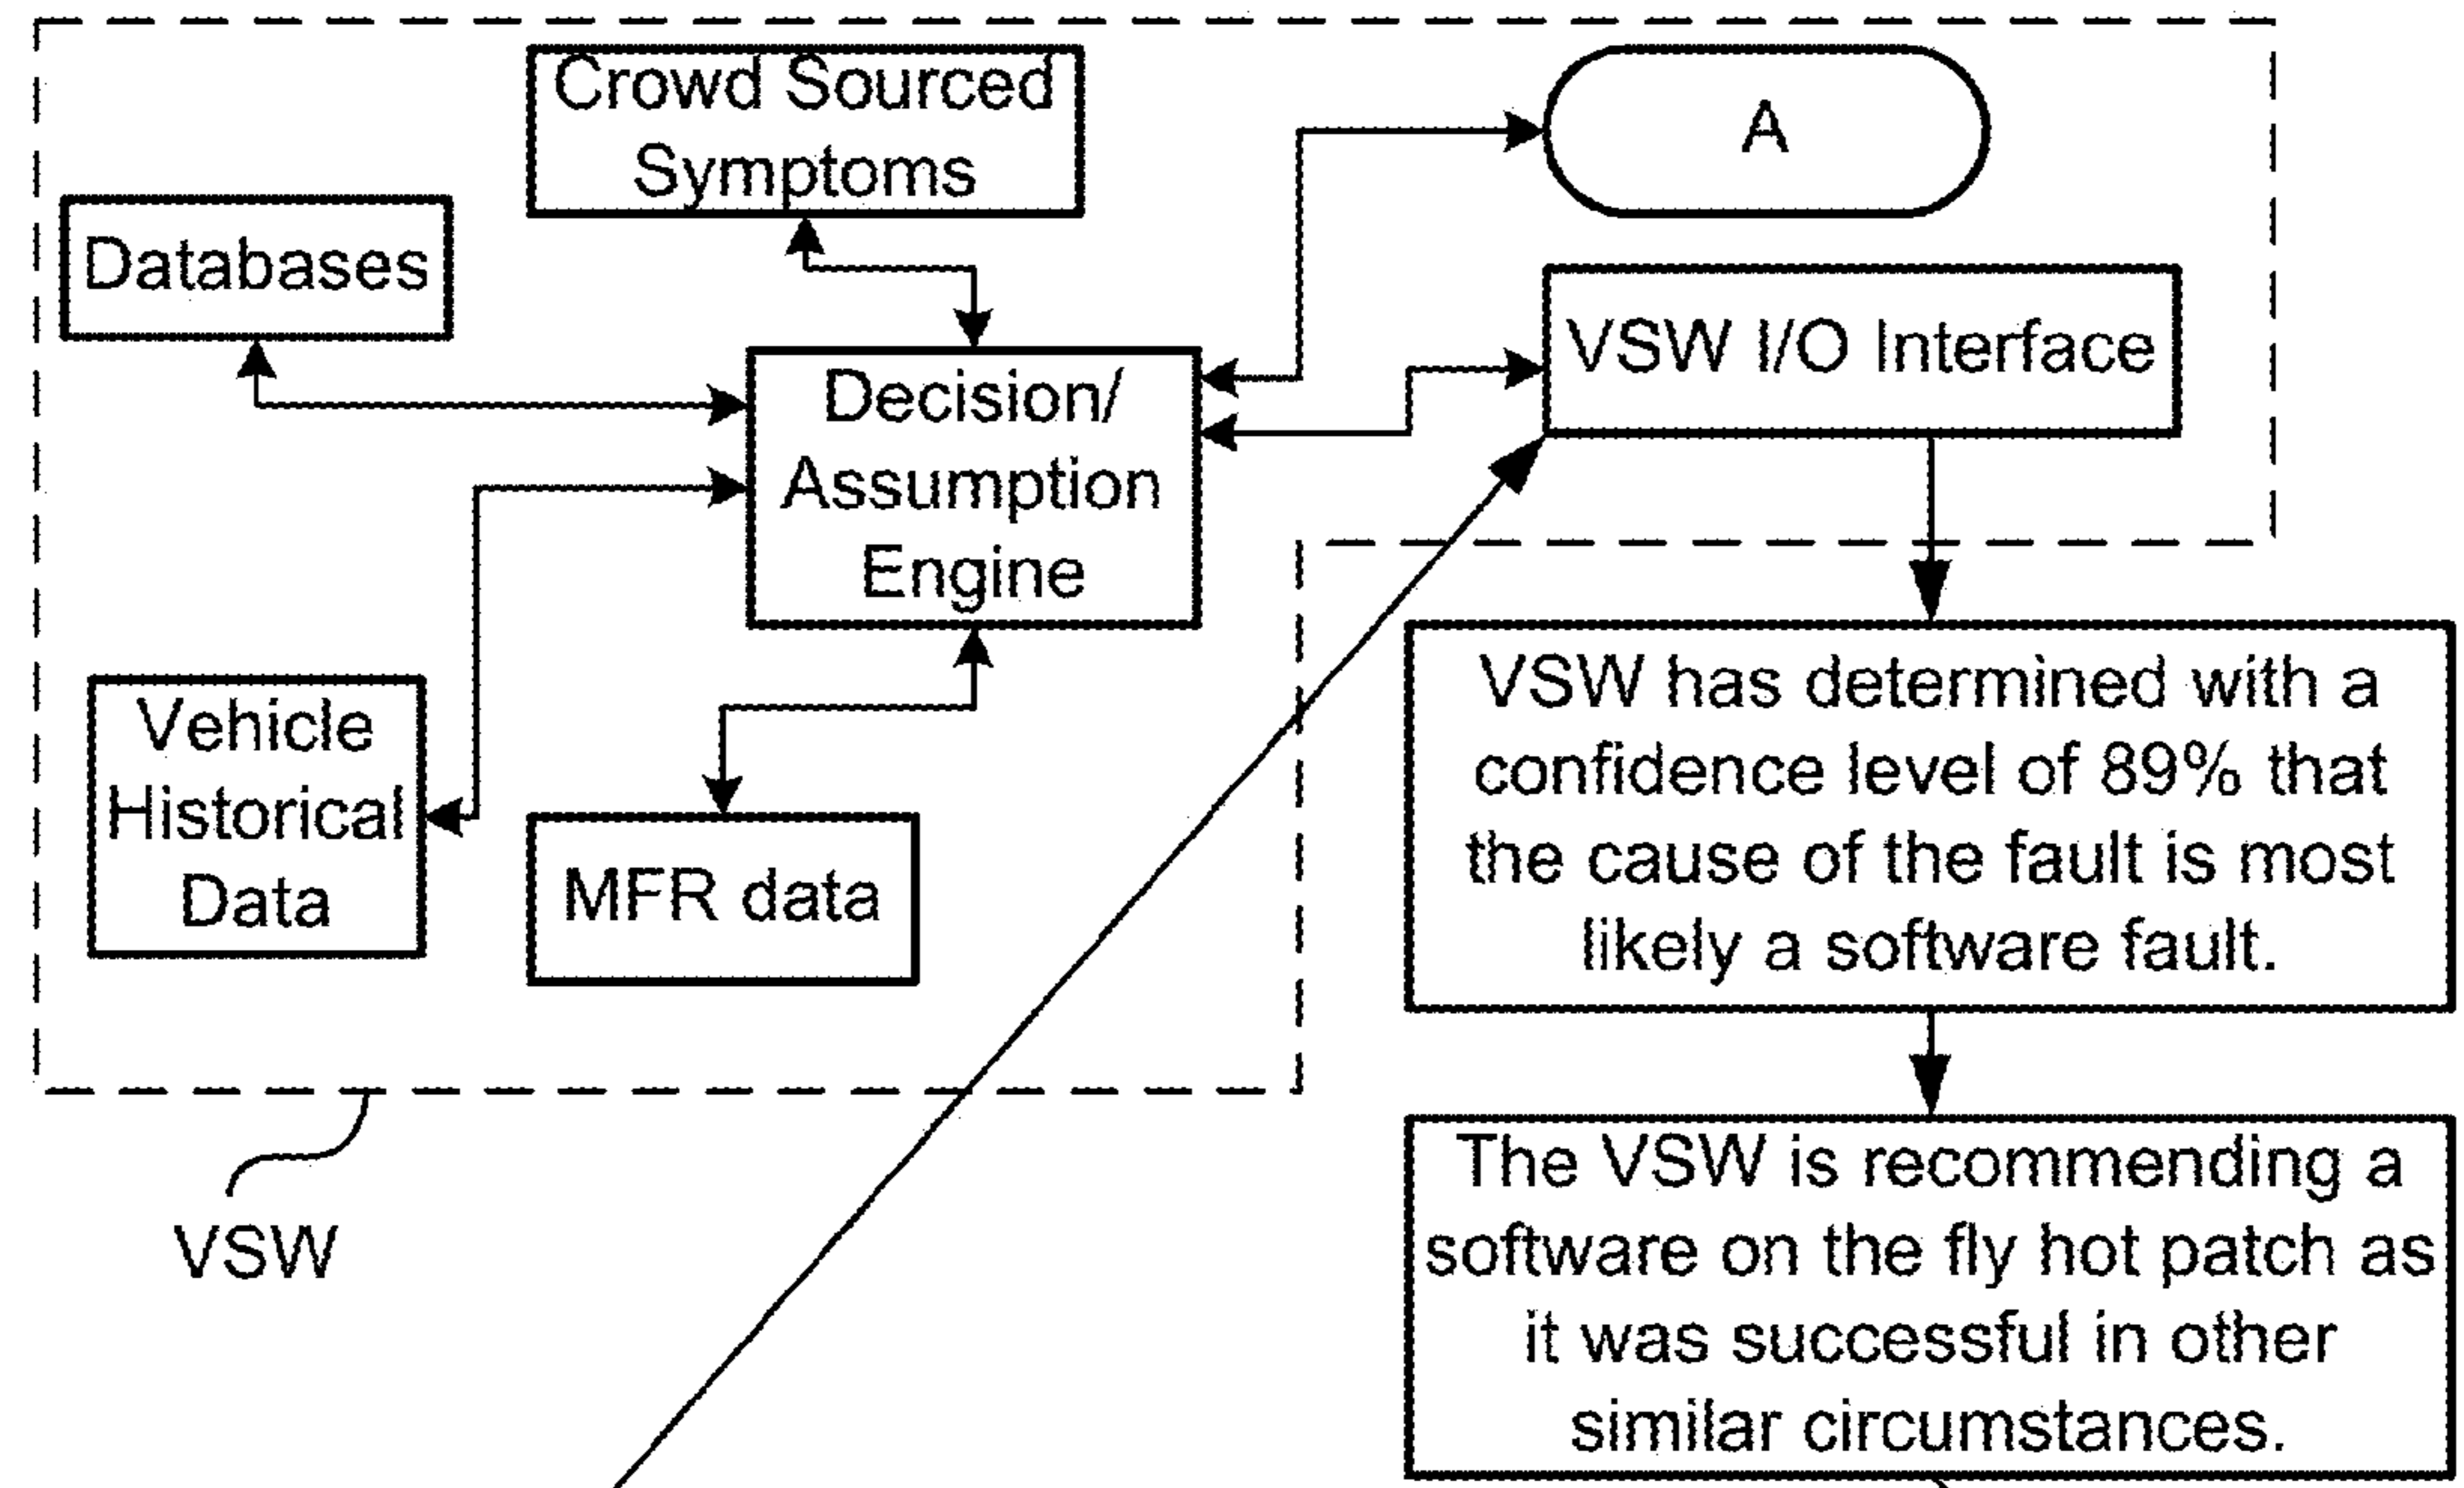 Crowd Sourced
Symptoms
A
Databases
VSW I/O Interface
Decision/
Assumption
Engine
Vehicle
Historical
Data
MFR data
VSW has determined with a
confidence level of 89% that
the cause of the fault is most
likely a software fault.
VSW
The VSW is recommending a
software on the fly hot patch as
it was successful in other
similar circumstances.